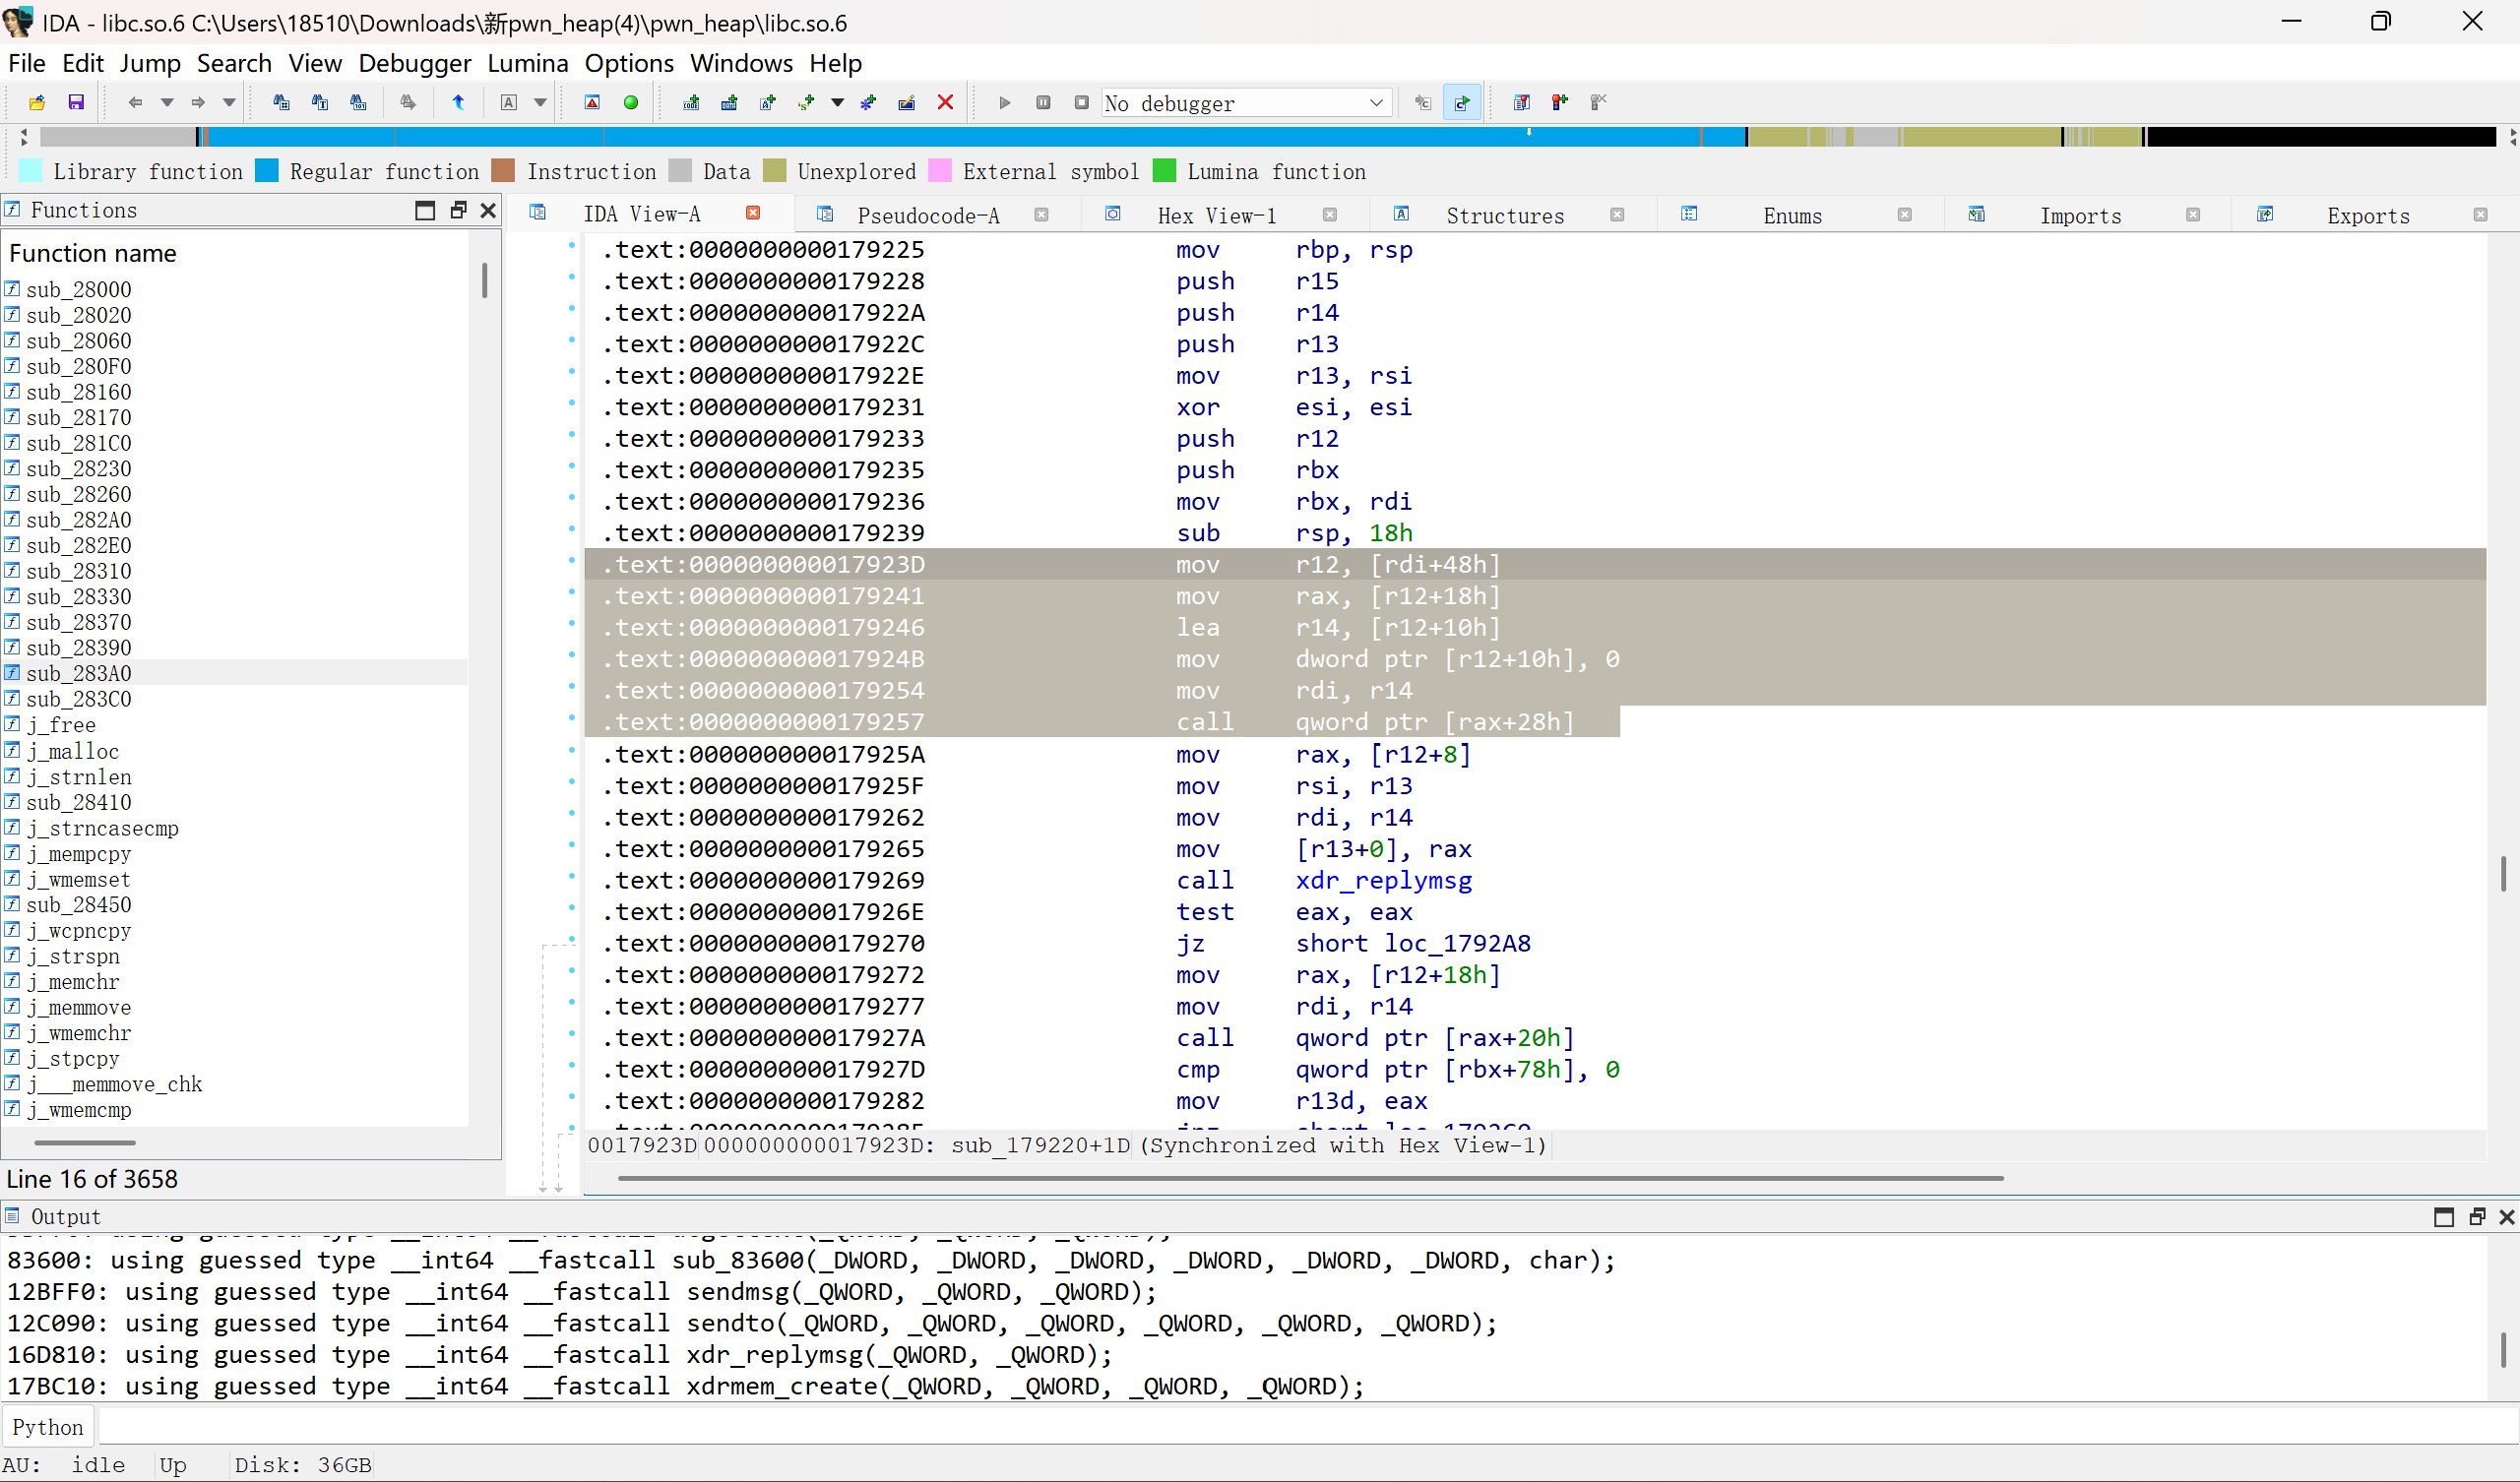 IDA - libc.so.6 C:\Users\18510\Downloads\新pwn_heap(4)\pwn_heap\libc.so.6
File Edit Jump Search View Debugger Lumina Options Windows Help
No debugger
Library function Regular function Instruction Data Unexplored External symbol Lumina function
Functions
Function name
sub_28000
sub_28020
sub_28060
sub_280F0
sub_28160
sub_28170
sub_281C0
sub_28230
sub_28260
sub_282A0
sub_282E0
sub_28310
sub_28330
sub_28370
sub_28390
sub_283A0
sub_283C0
j_free
j_malloc
j_strnlen
sub_28410
j_strncasecmp
j_mempcpy
j_wmemset
sub_28450
j_wcpncpy
j_strspn
j_memchr
j_memmove
j_wmemchr
j_stpcpy
j___memmove_chk
j_wmemcmp
Line 16 of 3658
IDA View-A Pseudocode-A Hex View-1 Structures Enums Imports Exports
.text:0000000000179225 mov rbp, rsp
.text:0000000000179228 push r15
.text:000000000017922A push r14
.text:000000000017922C push r13
.text:000000000017922E mov r13, rsi
.text:0000000000179231 xor esi, esi
.text:0000000000179233 push r12
.text:0000000000179235 push rbx
.text:0000000000179236 mov rbx, rdi
.text:0000000000179239 sub rsp, 18h
.text:000000000017923D mov r12, [rdi+48h]
.text:0000000000179241 mov rax, [r12+18h]
.text:0000000000179246 lea r14, [r12+10h]
.text:000000000017924B mov dword ptr [r12+10h], 0
.text:0000000000179254 mov rdi, r14
.text:0000000000179257 call qword ptr [rax+28h]
.text:000000000017925A mov rax, [r12+8]
.text:000000000017925F mov rsi, r13
.text:0000000000179262 mov rdi, r14
.text:0000000000179265 mov [r13+0], rax
.text:0000000000179269 call xdr_replymsg
.text:000000000017926E test eax, eax
.text:0000000000179270 jz short loc_1792A8
.text:0000000000179272 mov rax, [r12+18h]
.text:0000000000179277 mov rdi, r14
.text:000000000017927A call qword ptr [rax+20h]
.text:000000000017927D cmp qword ptr [rbx+78h], 0
.text:0000000000179282 mov r13d, eax
0017923D 000000000017923D: sub_179220+1D (Synchronized with Hex View-1)
Output
83600: using guessed type __int64 __fastcall sub_83600(_DWORD, _DWORD, _DWORD, _DWORD, _DWORD, _DWORD, char);
12BFF0: using guessed type __int64 __fastcall sendmsg(_QWORD, _QWORD, _QWORD);
12C090: using guessed type __int64 __fastcall sendto(_QWORD, _QWORD, _QWORD, _QWORD, _QWORD, _QWORD);
16D810: using guessed type __int64 __fastcall xdr_replymsg(_QWORD, _QWORD);
17BC10: using guessed type __int64 __fastcall xdrmem_create(_QWORD, _QWORD, _QWORD, _QWORD);
Python
AU: idle Up Disk: 36GB